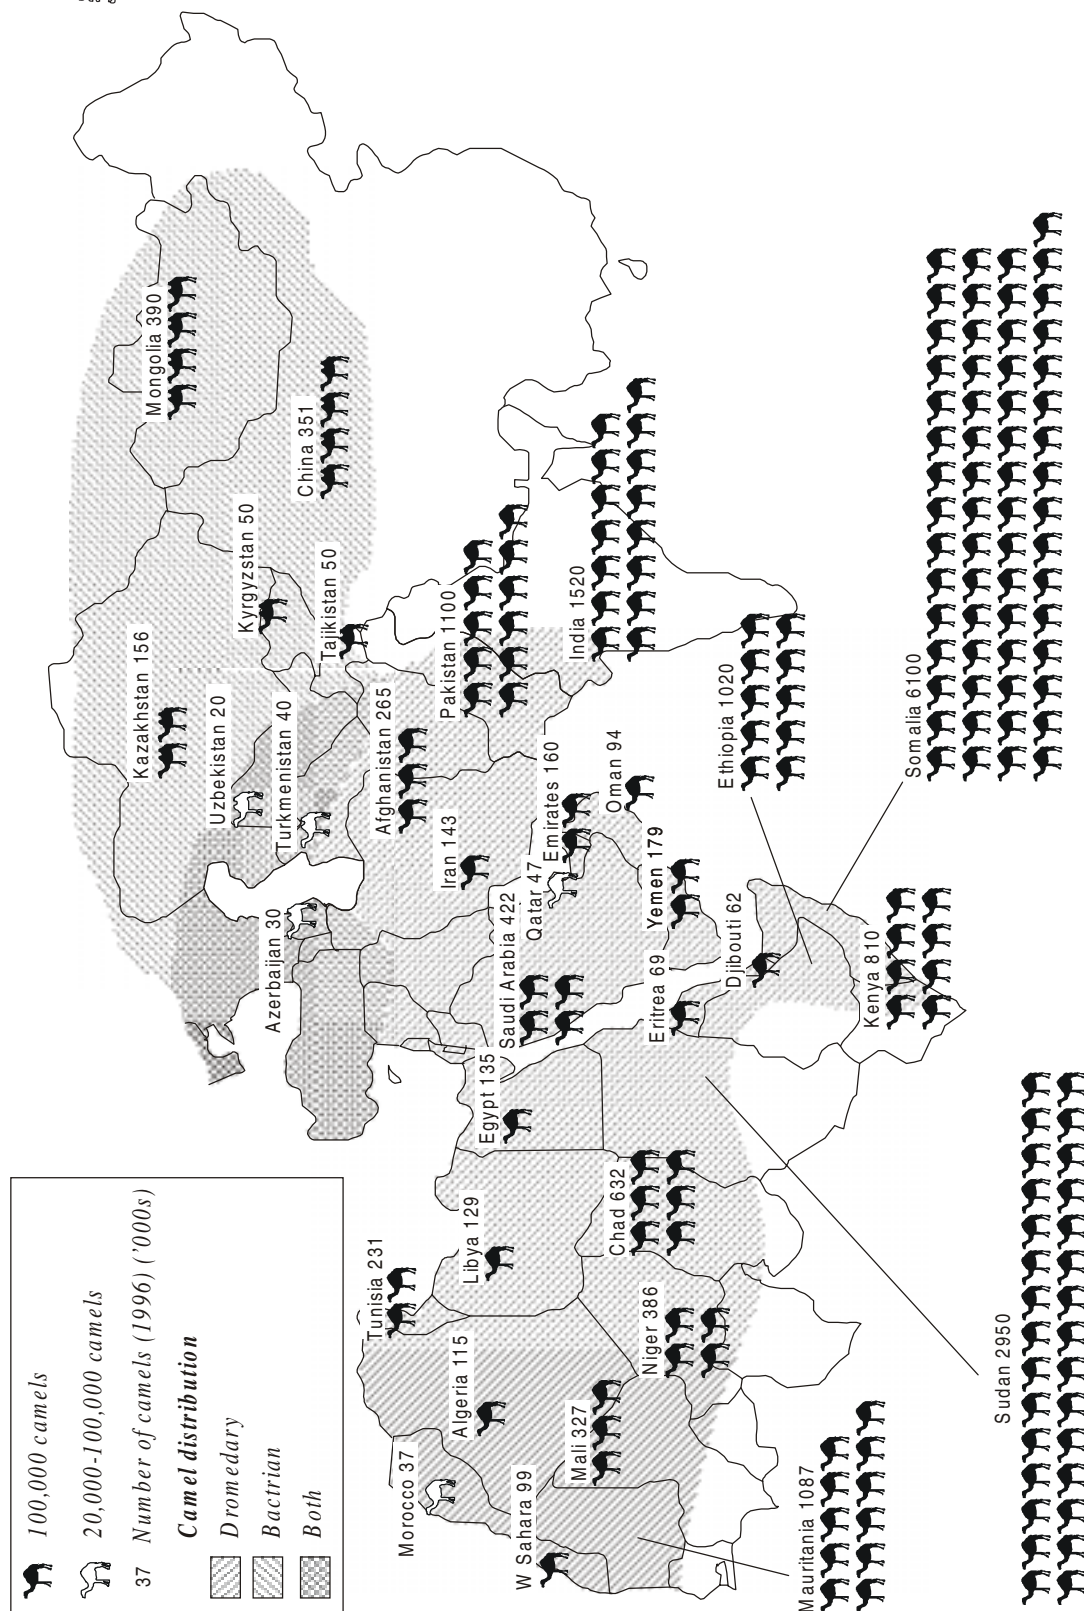 100,000 camels
20,000-100,000 camels
37 Number of camels (1996) ('000s)
Camel distribution
Dromedary
Bactrian
Both
Mongolia 390
China 351
Kazakhstan 156
Kyrgyzstan 50
Tajikistan 50
Uzbekistan 20
Turkmenistan 40
Azerbaijan 30
Afghanistan 265
Pakistan 1100
India 1520
Iran 143
Qatar 47
Emirates 160
Oman 94
Saudi Arabia 422
Yemen 179
Egypt 135
Eritrea 69
Djibouti 62
Ethiopia 1020
Somalia 6100
Kenya 810
Tunisia 231
Libya 129
Chad 632
Algeria 115
Niger 386
Morocco 37
Mali 327
W Sahara 99
Mauritania 1087
Sudan 2950